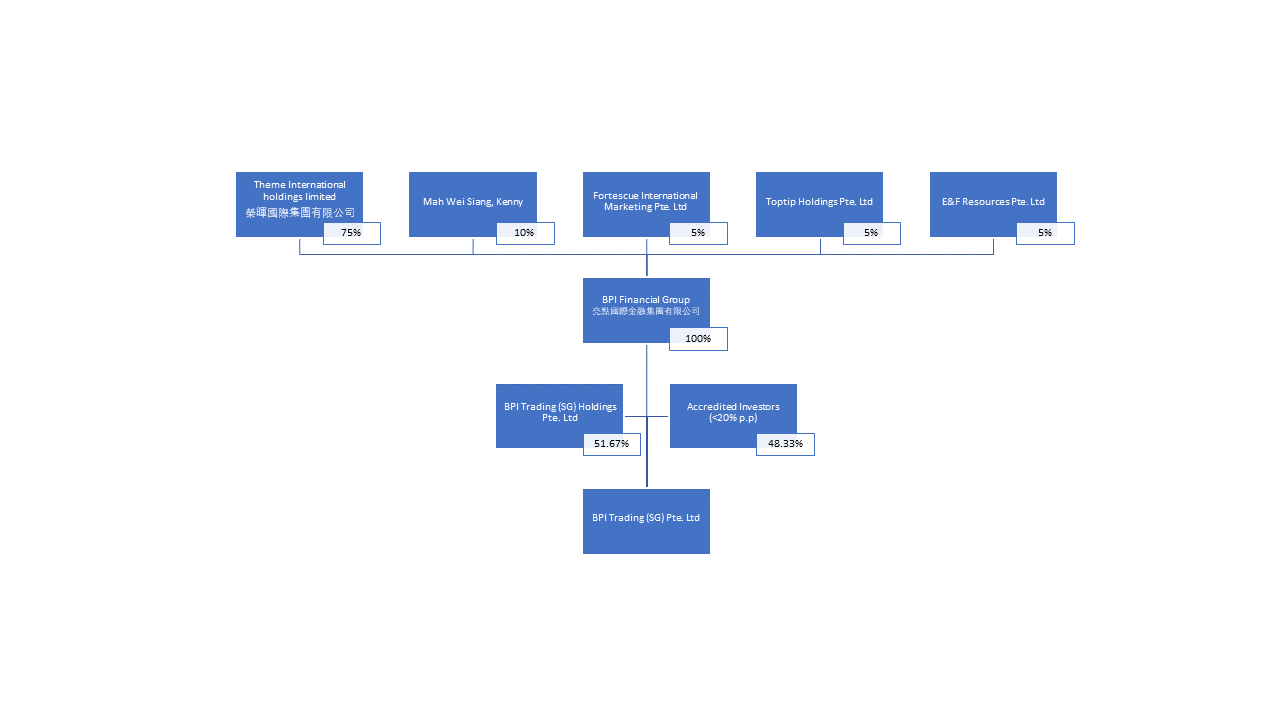 Theme International
holdings limited
榮暉國際集團有限公司
75%
Mah Wei Siang, Kenny
10%
Fortescue International
Marketing Pte. Ltd
5%
Toptip Holdings Pte. Ltd
5%
E&F Resources Pte. Ltd
5%
BPI Financial Group
交點國際金融集團有限公司
100%
BPI Trading (SG) Holdings
Pte. Ltd
51.67%
Accredited Investors
(<20% p.p)
48.33%
BPI Trading (SG) Pte. Ltd